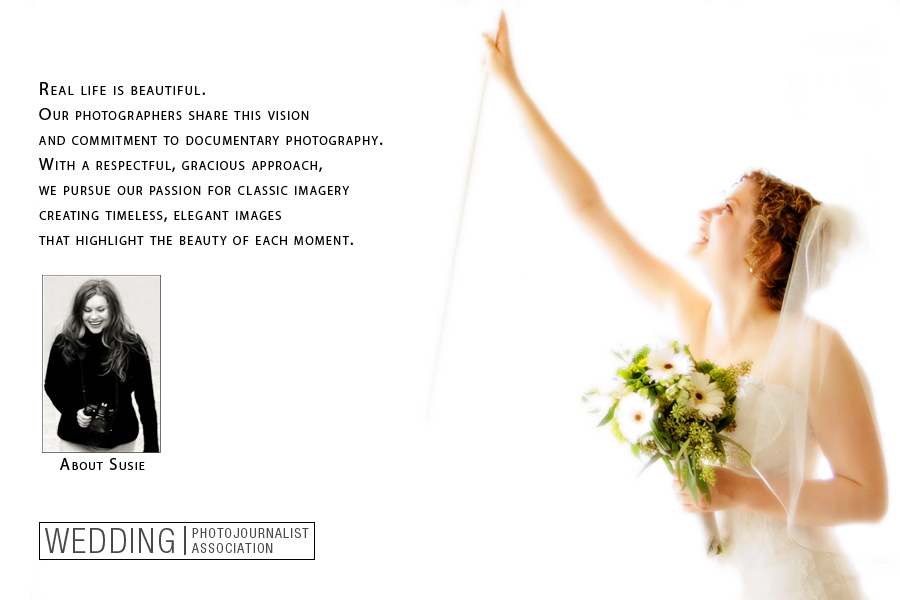 Real life is beautiful.
Our photographers share this vision
and commitment to documentary photography.
With a respectful, gracious approach,
we pursue our passion for classic imagery
creating timeless, elegant images
that highlight the beauty of each moment.
About Susie
WEDDING | PHOTOJOURNALIST
ASSOCIATION